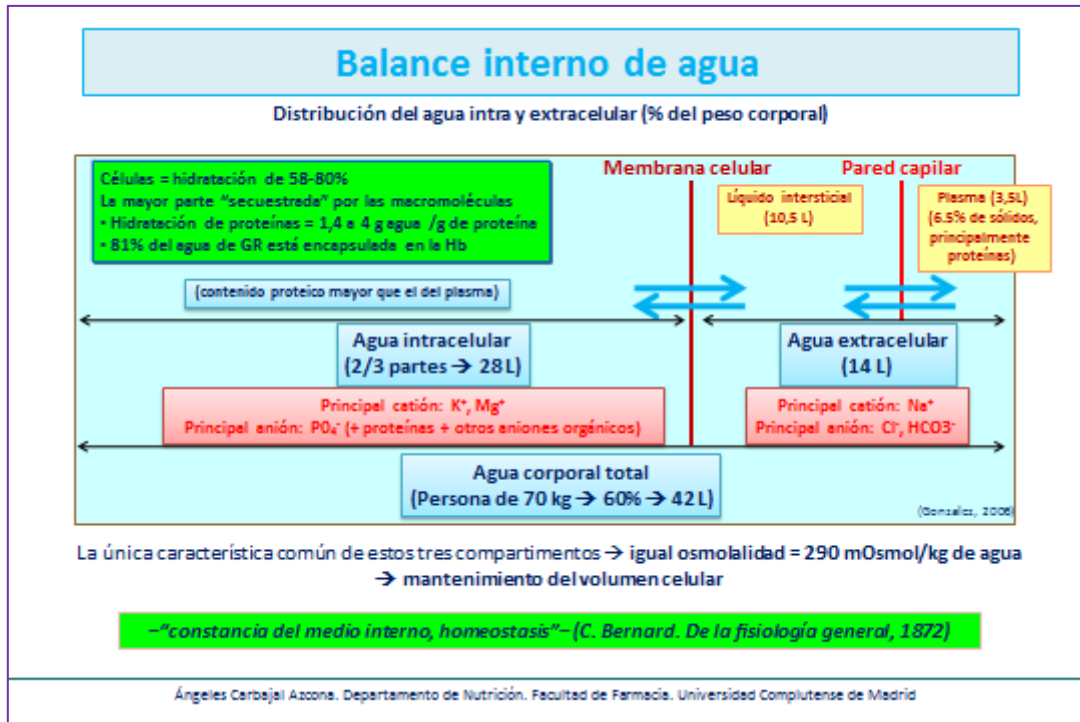 Balance interno de agua
Distribución del agua intra y extracelular (% del peso corporal)
Células = hidratación de 58-80%
La mayor parte “secuestrada” por las macromoléculas
• Hidratación de proteínas = 1,4 a 4 g agua /g de proteína
• 81% del agua de GR está encapsulada en la Hb
Membrana celular
Pared capilar
Líquido intersticial
(10,5 L)
Plasma (3,5L)
(6.5% de sólidos,
principalmente
proteínas)
(contenido proteico mayor que el del plasma)
Agua intracelular
(2/3 partes → 28 L)
Agua extracelular
(14 L)
Principal catión: K⁺, Mg⁺
Principal anión: PO₄⁻ (+ proteínas + otros aniones orgánicos)
Principal catión: Na⁺
Principal anión: Cl⁻, HCO3⁻
Agua corporal total
(Persona de 70 kg → 60% → 42 L)
(Gonzales, 2006)
La única característica común de estos tres compartimentos → igual osmolalidad = 290 mOsmol/kg de agua
→ mantenimiento del volumen celular
–“constancia del medio interno, homeostasis”– (C. Bernard. De la fisiología general, 1872)
Ángeles Carbajal Azcona. Departamento de Nutrición. Facultad de Farmacia. Universidad Complutense de Madrid